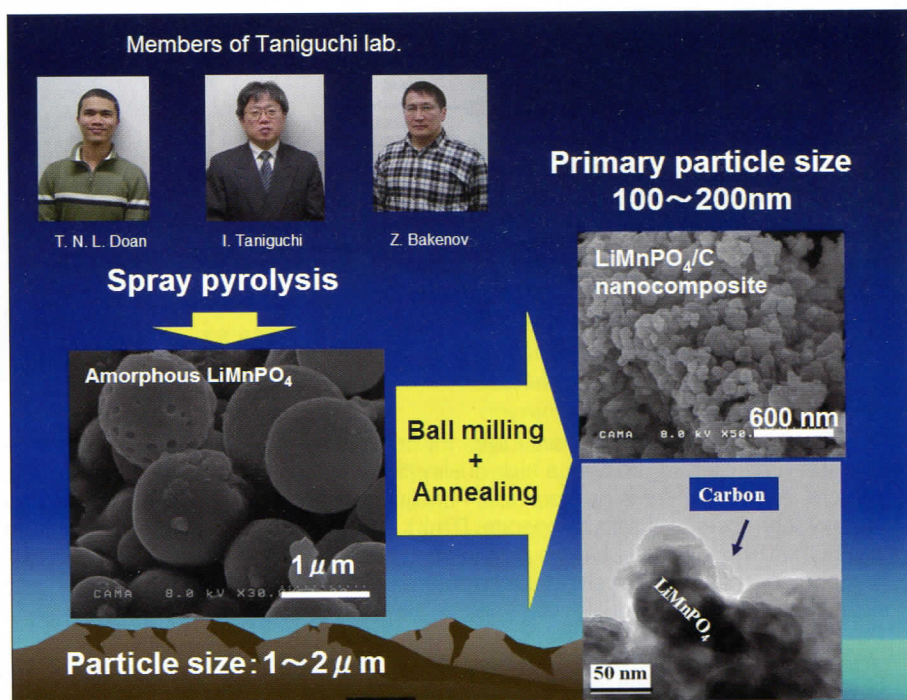 Members of Taniguchi lab.
T. N. L. Doan
I. Taniguchi
Z. Bakenov
Spray pyrolysis
Amorphous LiMnPO₄
1 μm
CAMA 8.0 kV X30.
Particle size: 1～2 μm
Ball milling
+
Annealing
Primary particle size
100～200nm
LiMnPO₄/C
nanocomposite
600 nm
CAMA 8.0 kV X50.
Carbon
LiMnPO₄
50 nm